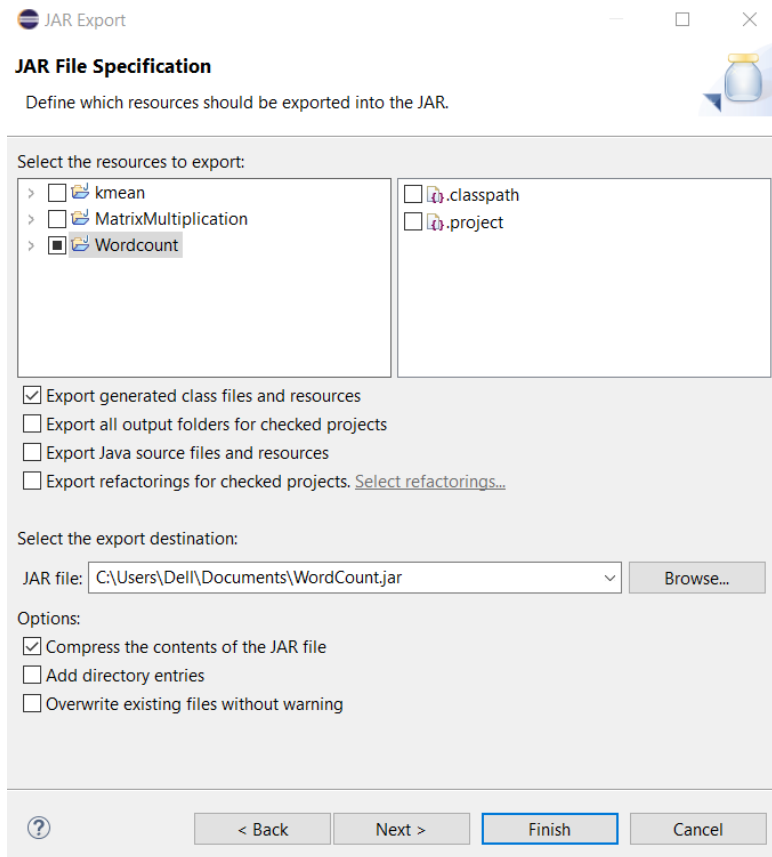 JAR Export
JAR File Specification
Define which resources should be exported into the JAR.
Select the resources to export:
kmean
MatrixMultiplication
Wordcount
.classpath
.project
Export generated class files and resources
Export all output folders for checked projects
Export Java source files and resources
Export refactorings for checked projects. Select refactorings...
Select the export destination:
JAR file: C:\Users\Dell\Documents\WordCount.jar Browse...
Options:
Compress the contents of the JAR file
Add directory entries
Overwrite existing files without warning
? < Back Next > Finish Cancel